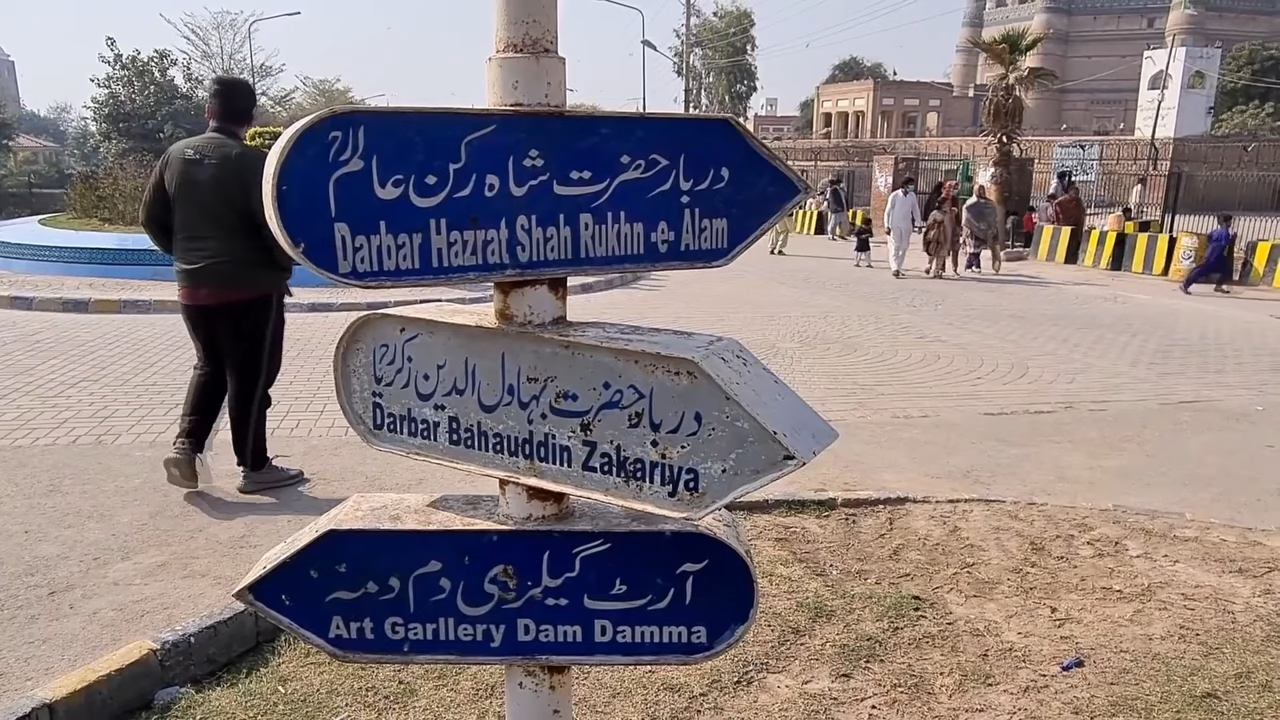 دربار حضرت شاہ رکن عالمؒ
Darbar Hazrat Shah Rukhn -e- Alam
دربار حضرت بہاول الدین زکریاؒ
Darbar Bahauddin Zakariya
آرٹ گیلری دم دمہ
Art Garllery Dam Damma